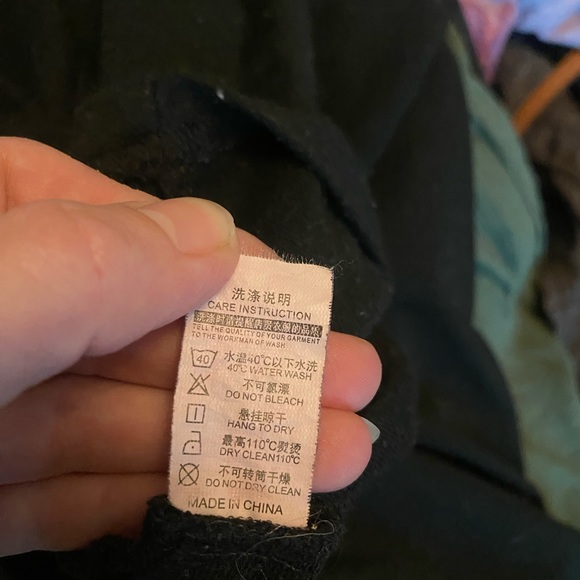 洗涤说明
CARE INSTRUCTION
TELL THE QUALITY OF YOUR GARMENT
TO THE WORKMAN OF WASH
40
水温40℃以下水洗
40℃ WATER WASH
不可氯漂
DO NOT BLEACH
悬挂晾干
HANG TO DRY
最高110℃熨烫
DRY CLEAN110℃
不可转筒干燥
DO NOT DRY CLEAN
MADE IN CHINA